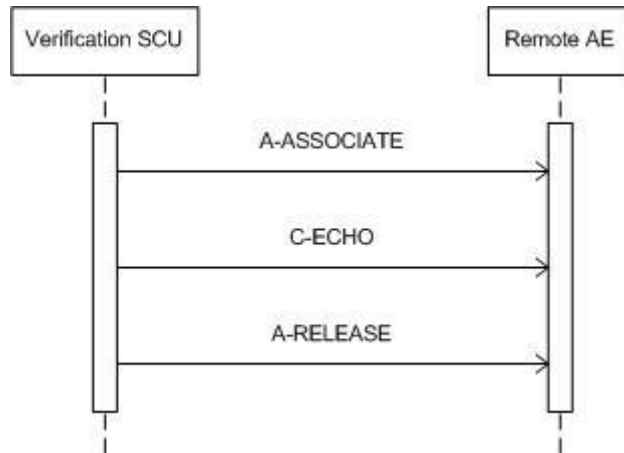 Verification SCU
Remote AE
A-ASSOCIATE
C-ECHO
A-RELEASE